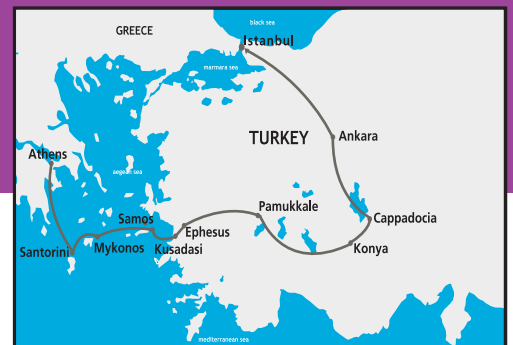 black sea
GREECE
Istanbul
marmara sea
TURKEY
Ankara
Athens
aegean sea
Pamukkale
Samos
Cappadocia
Ephesus
Santorini
Mykonos
Kusadasi
Konya
mediterranean sea